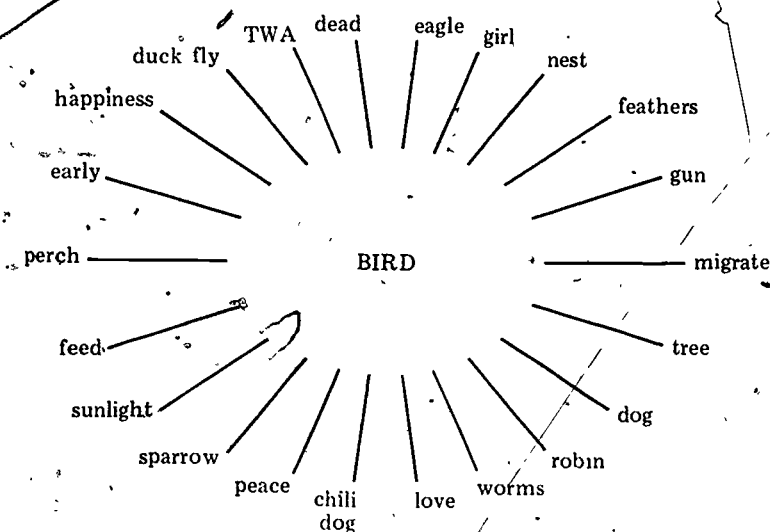 dead
eagle
TWA
girl
duck fly
nest
happiness
feathers
early
gun
perch
BIRD
migrate
feed
tree
sunlight
dog
sparrow
robin
peace
worms
chili
dog
love